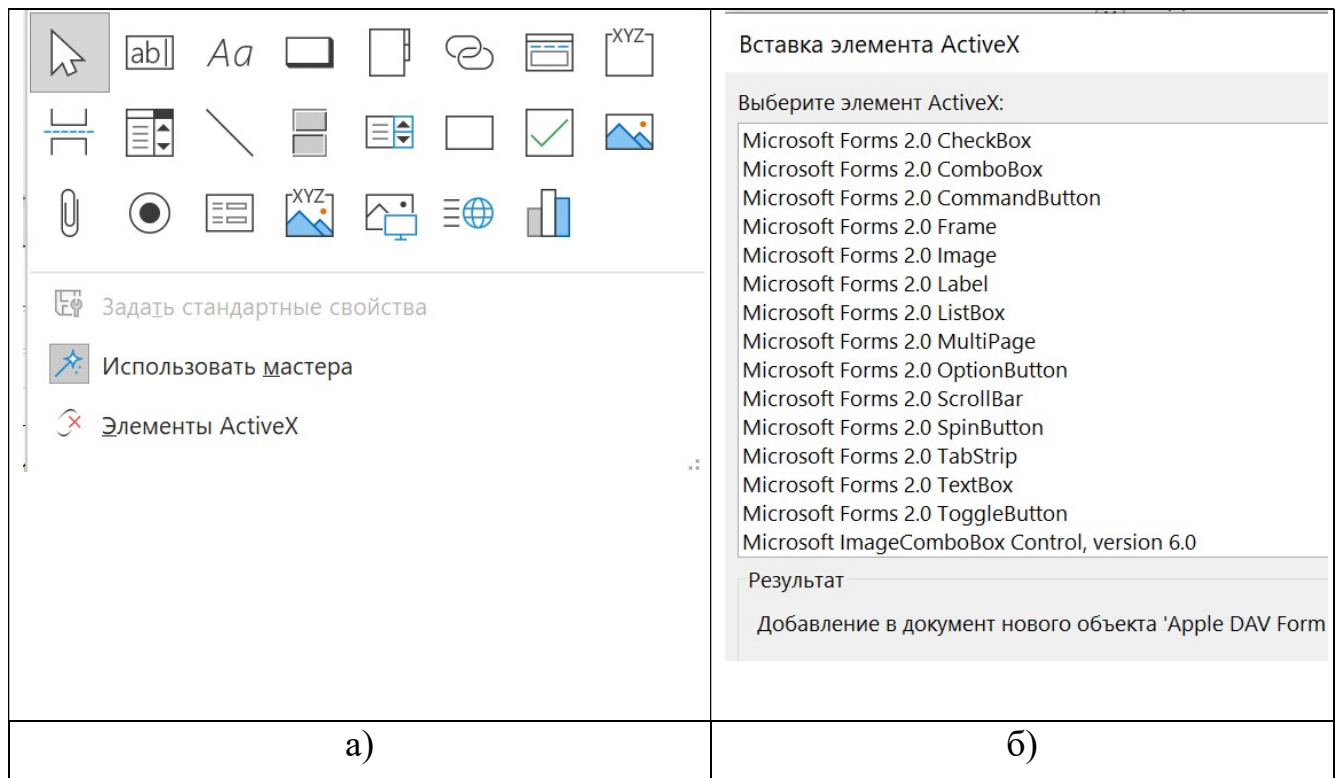 ab Aa XYZ
XYZ
Задать стандартные свойства
Использовать мастера
Элементы ActiveX
Вставка элемента ActiveX
Выберите элемент ActiveX:
Microsoft Forms 2.0 CheckBox
Microsoft Forms 2.0 ComboBox
Microsoft Forms 2.0 CommandButton
Microsoft Forms 2.0 Frame
Microsoft Forms 2.0 Image
Microsoft Forms 2.0 Label
Microsoft Forms 2.0 ListBox
Microsoft Forms 2.0 MultiPage
Microsoft Forms 2.0 OptionButton
Microsoft Forms 2.0 ScrollBar
Microsoft Forms 2.0 SpinButton
Microsoft Forms 2.0 TabStrip
Microsoft Forms 2.0 TextBox
Microsoft Forms 2.0 ToggleButton
Microsoft ImageComboBox Control, version 6.0
Результат
Добавление в документ нового объекта 'Apple DAV Form
а)
б)